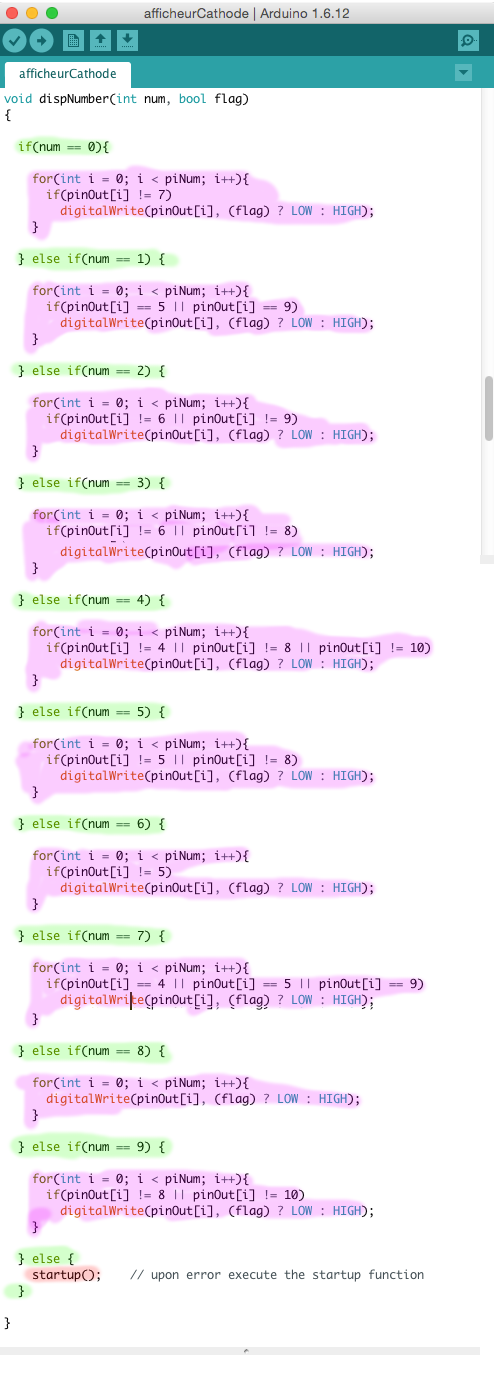 afficheurCathode | Arduino 1.6.12
afficheurCathode
void dispNumber(int num, bool flag)
{
if(num == 0){
for(int i = 0; i < piNum; i++){
if(pinOut[i] != 7)
digitalWrite(pinOut[i], (flag) ? LOW : HIGH);
}
} else if(num == 1) {
for(int i = 0; i < piNum; i++){
if(pinOut[i] == 5 || pinOut[i] == 9)
digitalWrite(pinOut[i], (flag) ? LOW : HIGH);
}
} else if(num == 2) {
for(int i = 0; i < piNum; i++){
if(pinOut[i] != 6 || pinOut[i] != 9)
digitalWrite(pinOut[i], (flag) ? LOW : HIGH);
}
} else if(num == 3) {
for(int i = 0; i < piNum; i++){
if(pinOut[i] != 6 || pinOut[i] != 8)
digitalWrite(pinOut[i], (flag) ? LOW : HIGH);
}
} else if(num == 4) {
for(int i = 0; i < piNum; i++){
if(pinOut[i] != 4 || pinOut[i] != 8 || pinOut[i] != 10)
digitalWrite(pinOut[i], (flag) ? LOW : HIGH);
}
} else if(num == 5) {
for(int i = 0; i < piNum; i++){
if(pinOut[i] != 5 || pinOut[i] != 8)
digitalWrite(pinOut[i], (flag) ? LOW : HIGH);
}
} else if(num == 6) {
for(int i = 0; i < piNum; i++){
if(pinOut[i] != 5)
digitalWrite(pinOut[i], (flag) ? LOW : HIGH);
}
} else if(num == 7) {
for(int i = 0; i < piNum; i++){
if(pinOut[i] == 4 || pinOut[i] == 5 || pinOut[i] == 9)
digitalWrite(pinOut[i], (flag) ? LOW : HIGH);
}
} else if(num == 8) {
for(int i = 0; i < piNum; i++){
digitalWrite(pinOut[i], (flag) ? LOW : HIGH);
}
} else if(num == 9) {
for(int i = 0; i < piNum; i++){
if(pinOut[i] != 8 || pinOut[i] != 10)
digitalWrite(pinOut[i], (flag) ? LOW : HIGH);
}
} else {
startup(); // upon error execute the startup function
}
}